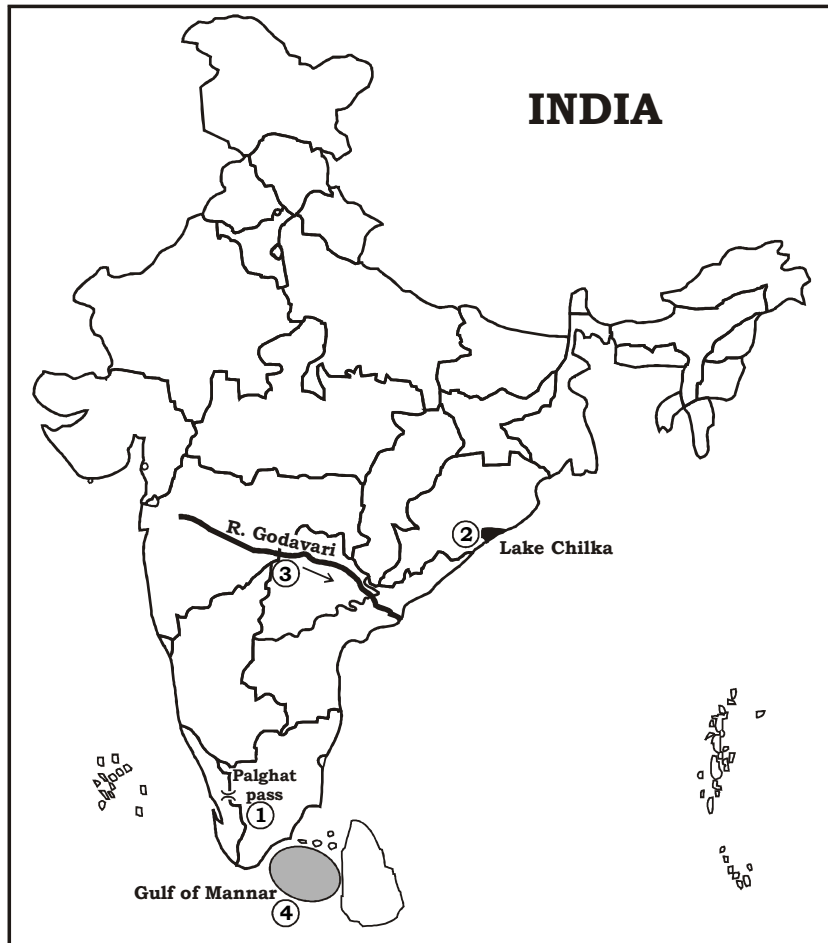 INDIA
R. Godavari
③
②
Lake Chilka
Palghat
pass
①
Gulf of Mannar
④